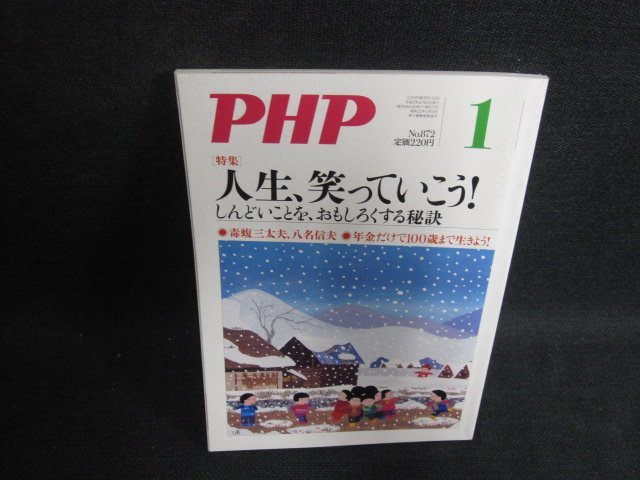 PHP
1
No.872
定価220円
[特集]
人生、笑っていこう!
しんどいことを、おもしろくする秘訣
●毒蝮三太夫、八名信夫 ●年金だけで100歳まで生きよう!